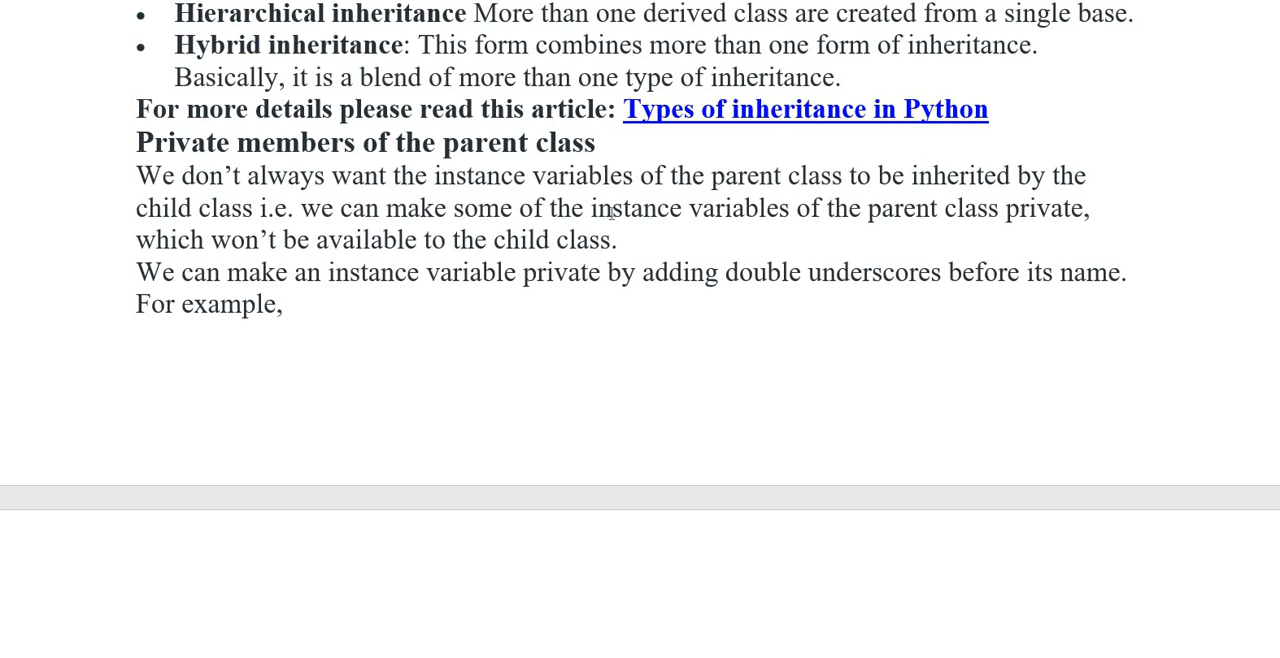 • Hierarchical inheritance More than one derived class are created from a single base.
• Hybrid inheritance: This form combines more than one form of inheritance.
Basically, it is a blend of more than one type of inheritance.
For more details please read this article: Types of inheritance in Python
Private members of the parent class
We don’t always want the instance variables of the parent class to be inherited by the
child class i.e. we can make some of the instance variables of the parent class private,
which won’t be available to the child class.
We can make an instance variable private by adding double underscores before its name.
For example,